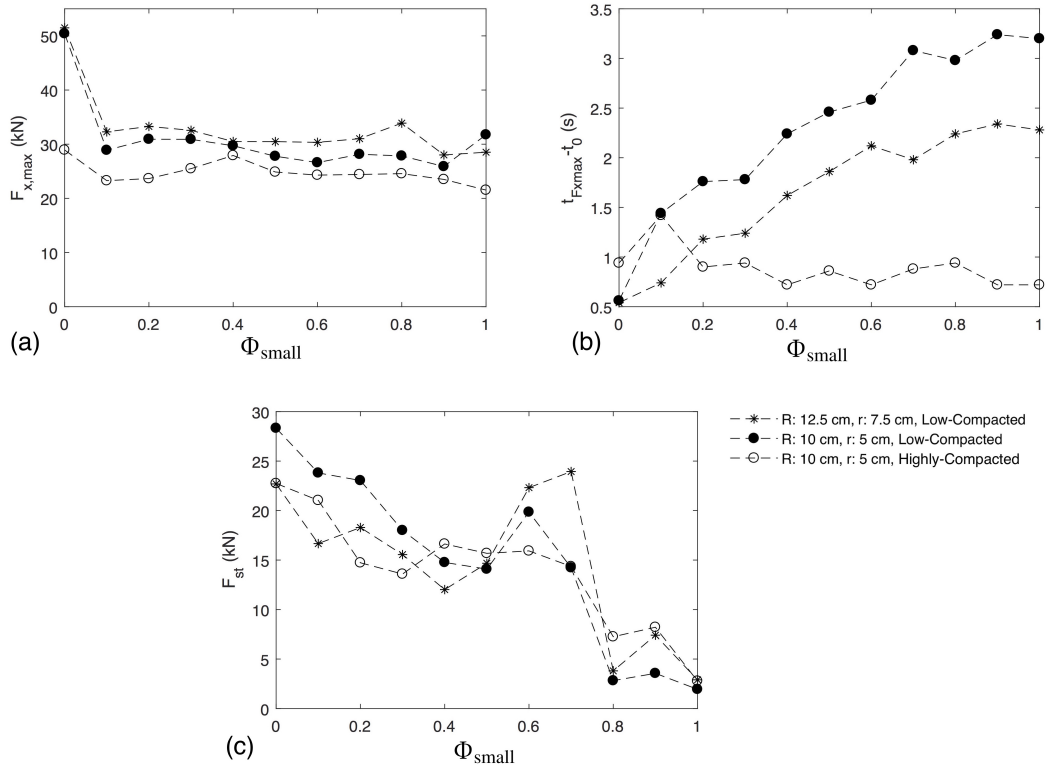 50
40
30
20
10
0
F_x,max (kN)
0 0.2 0.4 0.6 0.8 1
(a)
Φ_small
3.5
3
2.5
2
1.5
1
0.5
t_Fxmax-t_0 (s)
0 0.2 0.4 0.6 0.8 1
(b)
Φ_small
30
25
20
15
10
5
0
F_st (kN)
0 0.2 0.4 0.6 0.8 1
(c)
Φ_small
R: 12.5 cm, r: 7.5 cm, Low-Compacted
R: 10 cm, r: 5 cm, Low-Compacted
R: 10 cm, r: 5 cm, Highly-Compacted